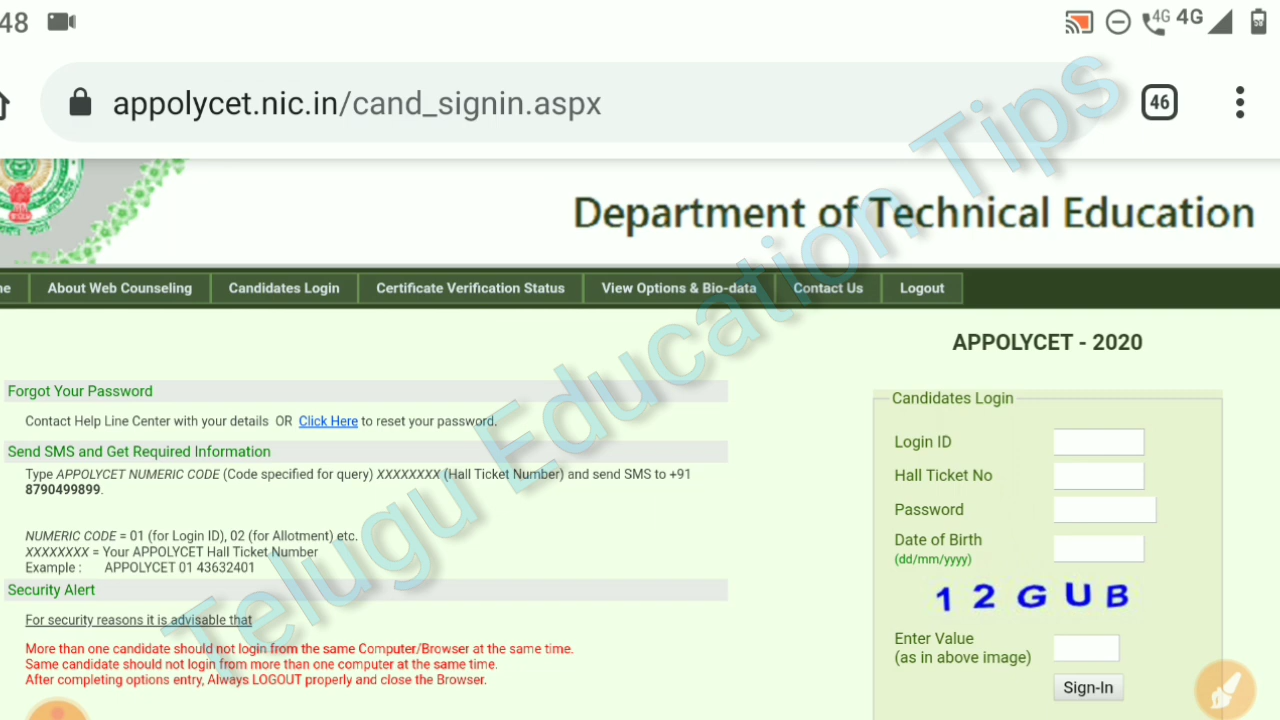 48
4G 4G
appolycet.nic.in/cand_signin.aspx
46
Department of Technical Education
About Web Counseling Candidates Login Certificate Verification Status View Options & Bio-data Contact Us Logout
APPOLYCET - 2020
Forgot Your Password
Contact Help Line Center with your details OR Click Here to reset your password.
Send SMS and Get Required Information
Type APPOLYCET NUMERIC CODE (Code specified for query) XXXXXXXX (Hall Ticket Number) and send SMS to +91
8790499899.
NUMERIC CODE = 01 (for Login ID), 02 (for Allotment) etc.
XXXXXXXX = Your APPOLYCET Hall Ticket Number
Example : APPOLYCET 01 43632401
Security Alert
For security reasons it is advisable that
More than one candidate should not login from the same Computer/Browser at the same time.
Same candidate should not login from more than one computer at the same time.
After completing options entry, Always LOGOUT properly and close the Browser.
Candidates Login
Login ID
Hall Ticket No
Password
Date of Birth
(dd/mm/yyyy)
1 2 G U B
Enter Value
(as in above image)
Sign-In
Telugu Education Tips